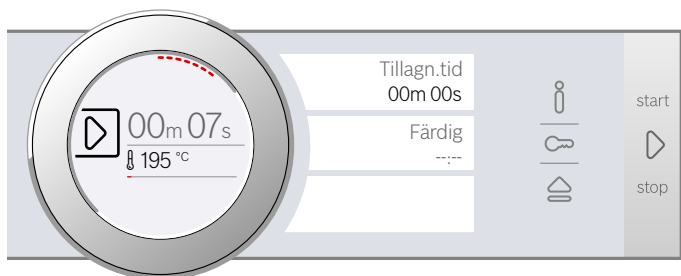 00m 07s
195 °C
Tillagn.tid
00m 00s
Färdig
--:--
start
stop